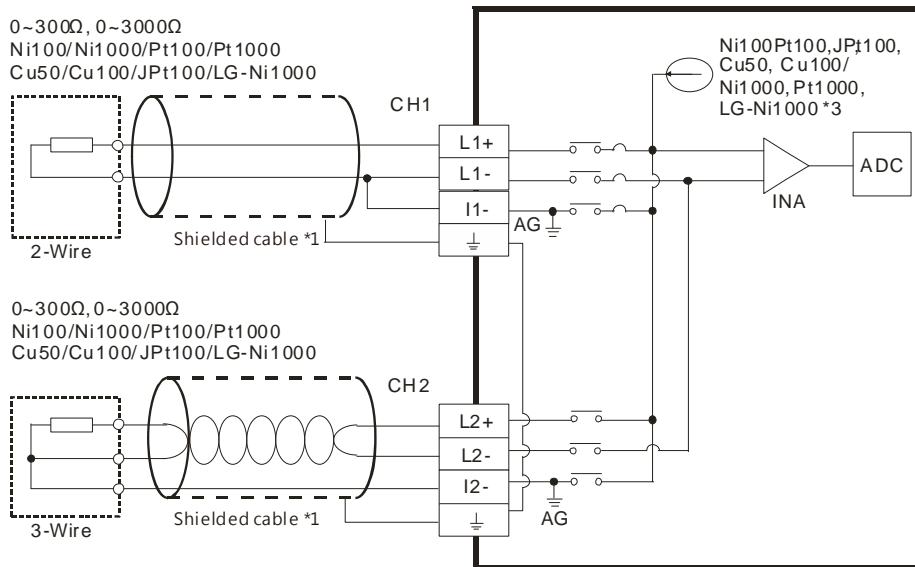 0~300Ω, 0~3000Ω
Ni100/Ni1000/Pt100/Pt1000
Cu50/Cu100/JPt100/LG-Ni1000
CH1
L1+
L1-
I1-
AG
Shielded cable *1
2-Wire
Ni100Pt100,JPt100,
Cu50, Cu100/
Ni1000, Pt1000,
LG-Ni1000 *3
INA
ADC
0~300Ω, 0~3000Ω
Ni100/Ni1000/Pt100/Pt1000
Cu50/Cu100/JPt100/LG-Ni1000
CH2
L2+
L2-
I2-
AG
Shielded cable *1
3-Wire